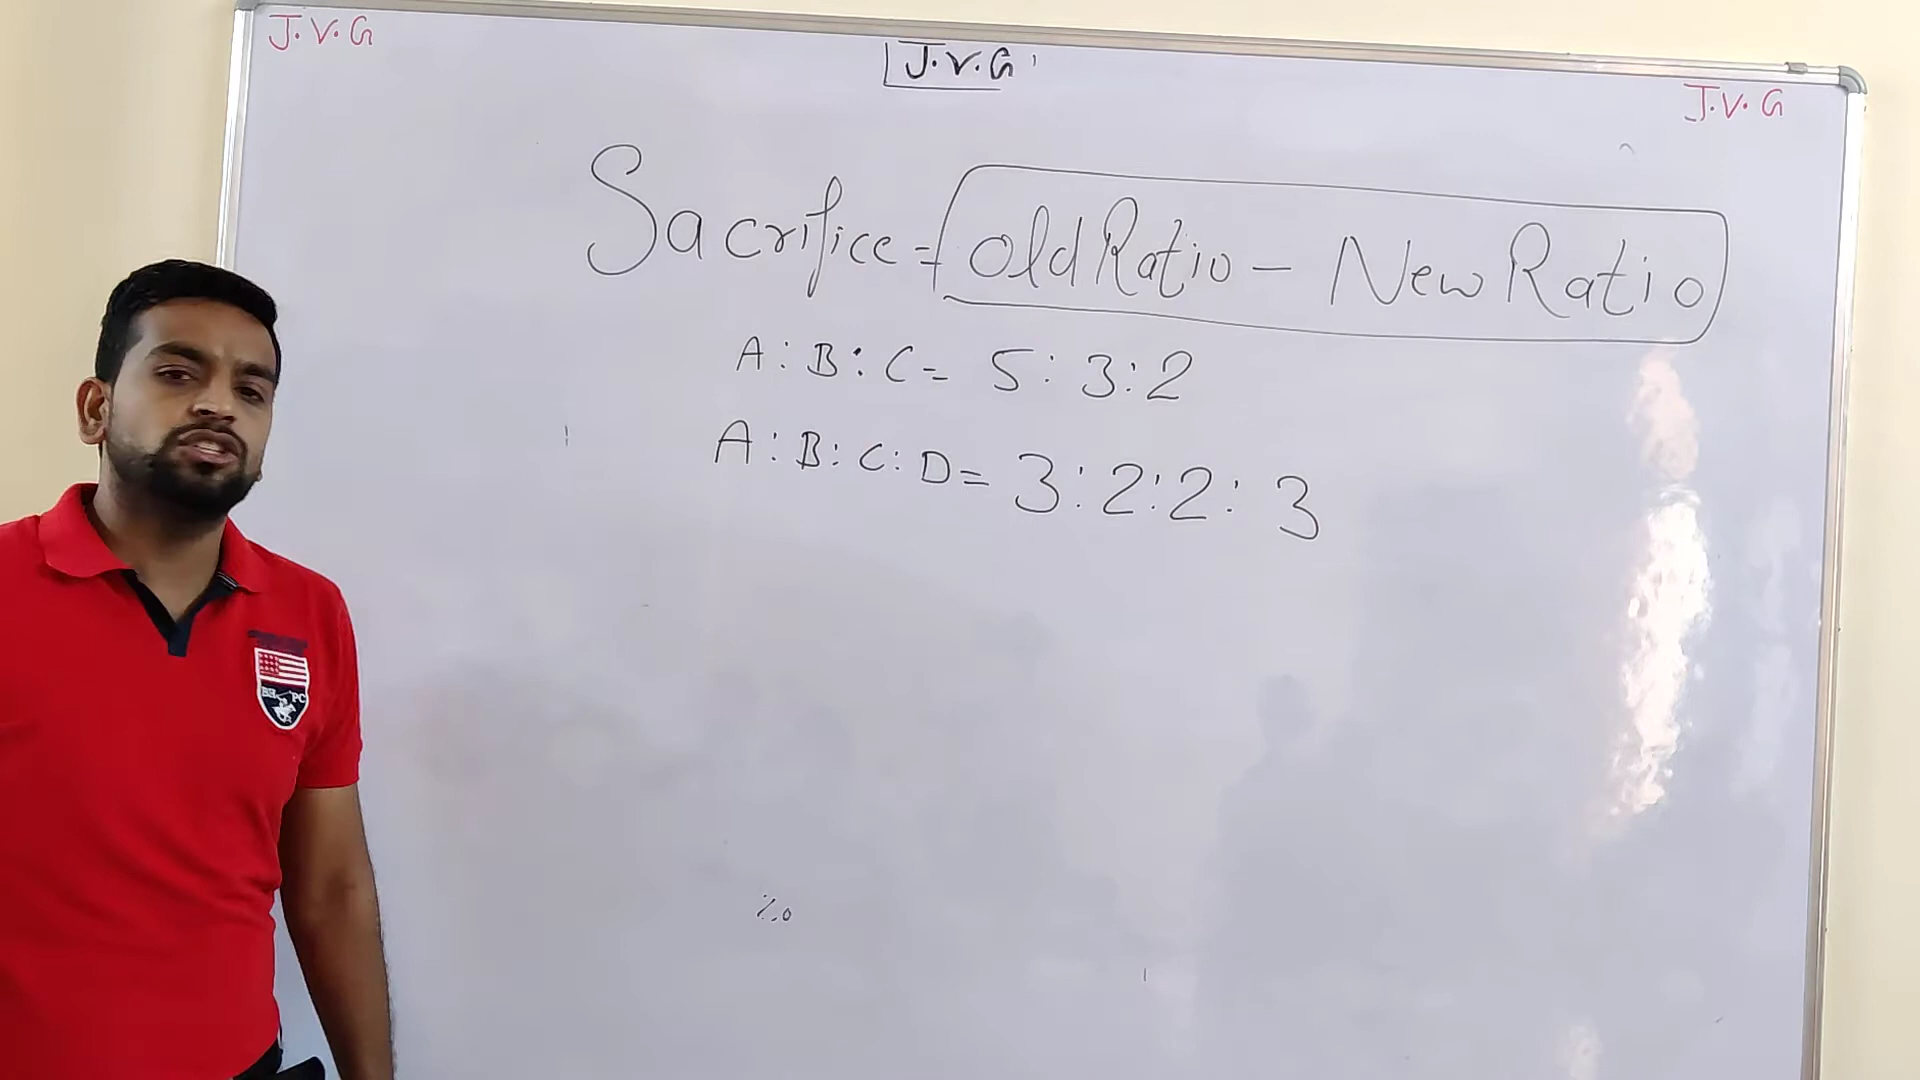 J.V.G
J.V.G
J.V.G
Sacrifice = Old Ratio - New Ratio
A:B:C = 5:3:2
A:B:C:D = 3:2:2:3